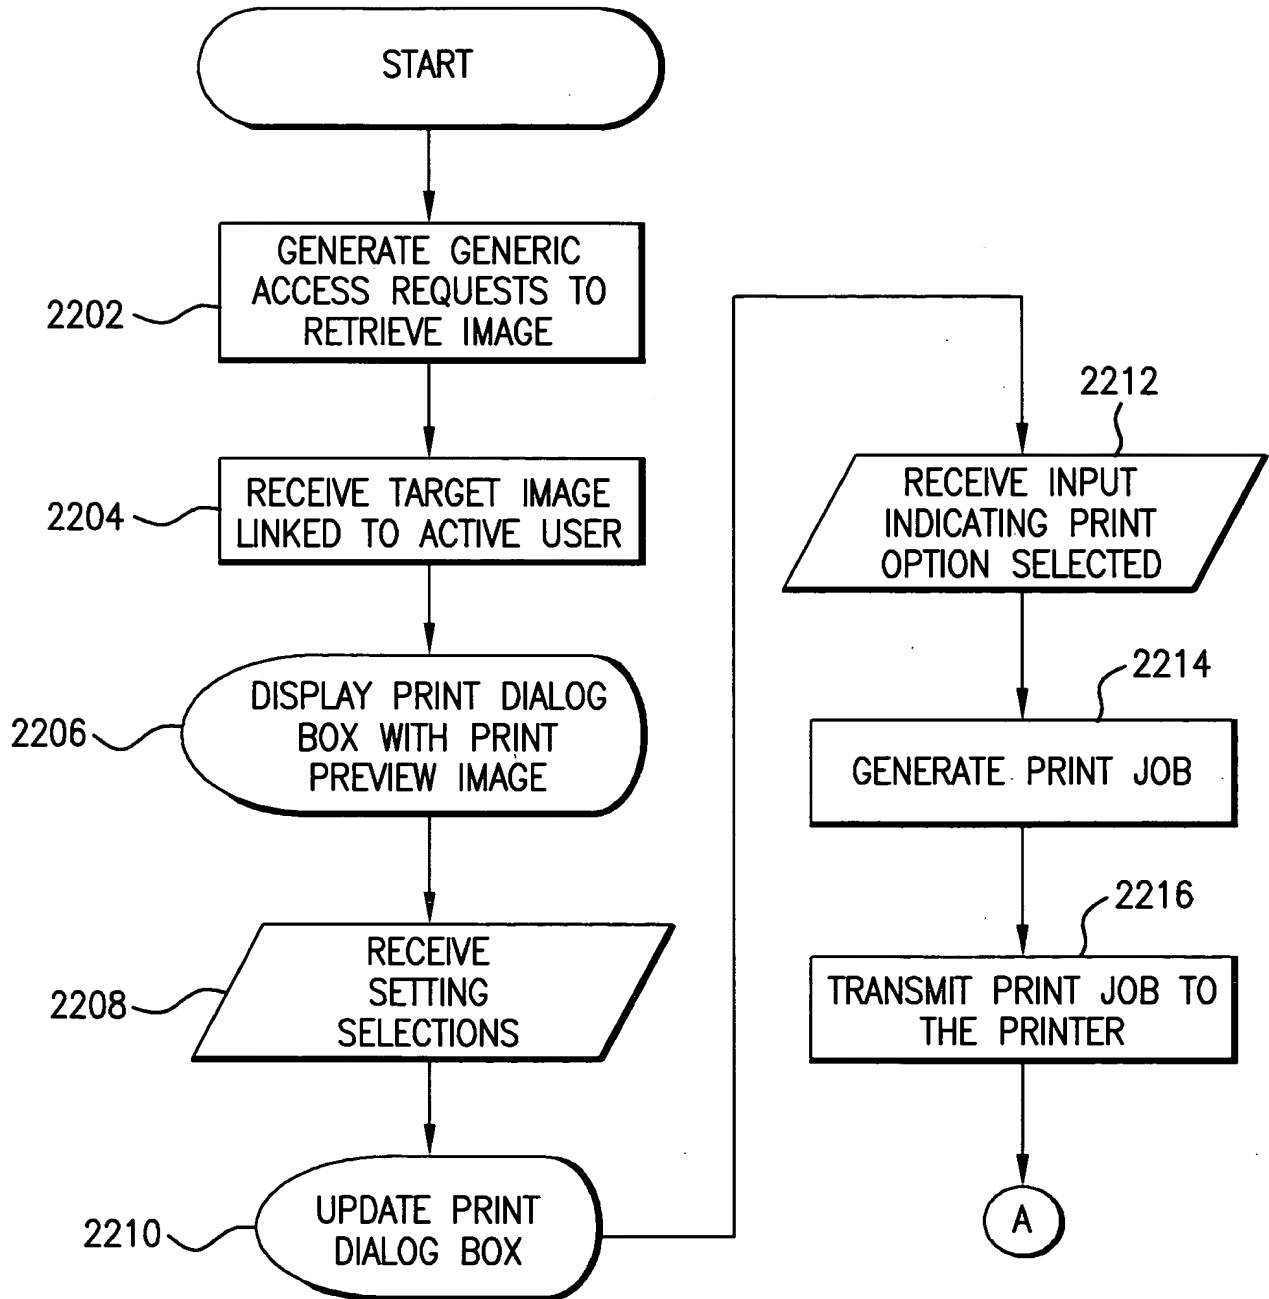 START
2202
GENERATE GENERIC
ACCESS REQUESTS TO
RETRIEVE IMAGE
2204
RECEIVE TARGET IMAGE
LINKED TO ACTIVE USER
2206
DISPLAY PRINT DIALOG
BOX WITH PRINT
PREVIEW IMAGE
2208
RECEIVE
SETTING
SELECTIONS
2210
UPDATE PRINT
DIALOG BOX
2212
RECEIVE INPUT
INDICATING PRINT
OPTION SELECTED
2214
GENERATE PRINT JOB
2216
TRANSMIT PRINT JOB TO
THE PRINTER
A